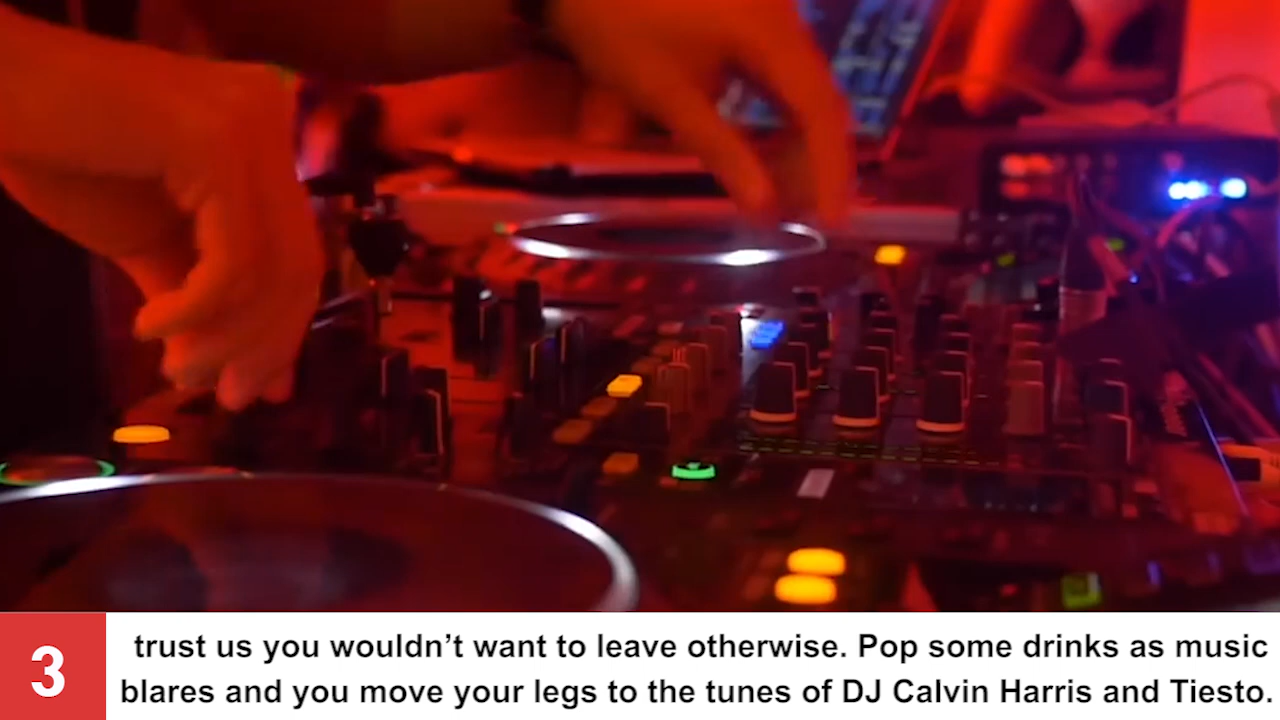 3
trust us you wouldn’t want to leave otherwise. Pop some drinks as music
blares and you move your legs to the tunes of DJ Calvin Harris and Tiesto.